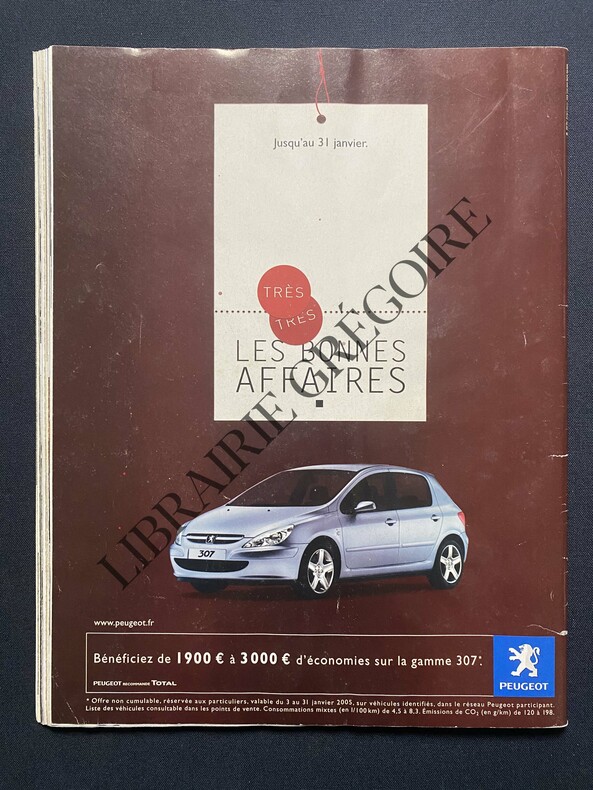 Jusqu'au 31 janvier.
TRÈS
TRÈS
LES BONNES
AFFAIRES
LIBRAIRIE GRÉGOIRE
307
www.peugeot.fr
Bénéficiez de 1900 € à 3000 € d'économies sur la gamme 307*.
PEUGEOT RECOMMANDE TOTAL
PEUGEOT
* Offre non cumulable, réservée aux particuliers, valable du 3 au 31 janvier 2005, sur véhicules identifiés, dans le réseau Peugeot participant.
Liste des véhicules consultable dans les points de vente. Consommations mixtes (en l/100 km) de 4,5 à 8,3. Émissions de CO₂ (en g/km) de 120 à 198.